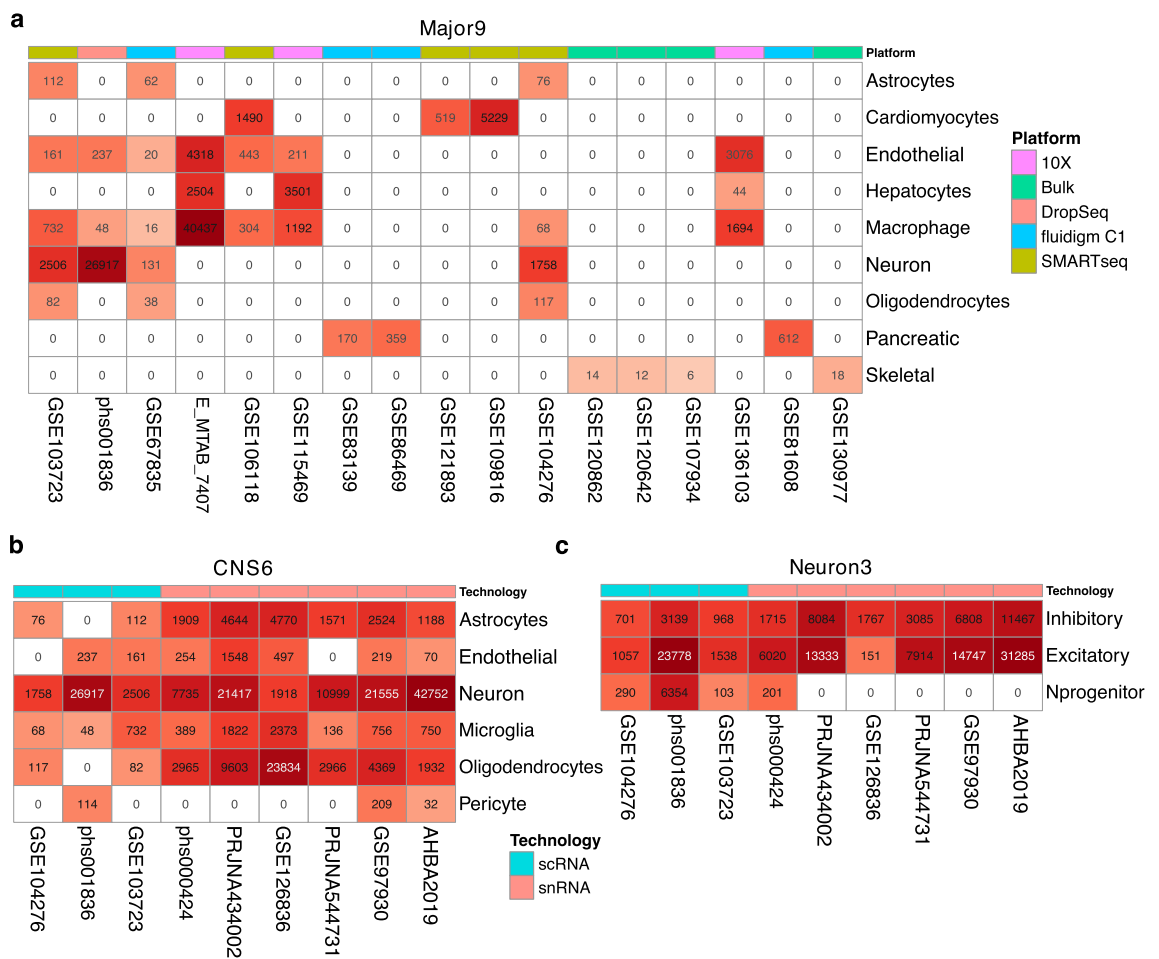 a
Major9
Platform
112 0 62 0 0 0 0 0 0 0 76 0 0 0 0 0 0 Astrocytes
0 0 0 0 1490 0 0 0 519 5229 0 0 0 0 0 0 0 Cardiomyocytes
161 237 20 4318 443 211 0 0 0 0 0 0 0 0 3076 0 0 Endothelial
0 0 0 2504 0 3501 0 0 0 0 0 0 0 0 44 0 0 Hepatocytes
732 48 16 40437 304 1192 0 0 0 0 68 0 0 0 1694 0 0 Macrophage
2506 26917 131 0 0 0 0 0 0 0 1758 0 0 0 0 0 0 Neuron
82 0 38 0 0 0 0 0 0 0 117 0 0 0 0 0 0 Oligodendrocytes
0 0 0 0 0 0 170 359 0 0 0 0 0 0 0 612 0 Pancreatic
0 0 0 0 0 0 0 0 0 0 0 14 12 6 0 0 18 Skeletal
GSE103723 phs001836 GSE67835 E_MTAB_7407 GSE106118 GSE115469 GSE83139 GSE86469 GSE121893 GSE109816 GSE104276 GSE120862 GSE120642 GSE107934 GSE136103 GSE81608 GSE130977
Platform
10X
Bulk
DropSeq
fluidigm C1
SMARTseq
b
CNS6
Technology
76 0 112 1909 4644 4770 1571 2524 1188 Astrocytes
0 237 161 254 1548 497 0 219 70 Endothelial
1758 26917 2506 7735 21417 1918 10999 21555 42752 Neuron
68 48 732 389 1822 2373 136 756 750 Microglia
117 0 82 2965 9603 23834 2966 4369 1932 Oligodendrocytes
0 114 0 0 0 0 0 209 32 Pericyte
GSE104276 phs001836 GSE103723 phs000424 PRJNA434002 GSE126836 PRJNA544731 GSE97930 AHBA2019
Technology
scRNA
snRNA
c
Neuron3
Technology
701 3139 968 1715 8084 1767 3085 6808 11467 Inhibitory
1057 23778 1538 6020 13333 151 7914 14747 31285 Excitatory
290 6354 103 201 0 0 0 0 0 Nprogenitor
GSE104276 phs001836 GSE103723 phs000424 PRJNA434002 GSE126836 PRJNA544731 GSE97930 AHBA2019